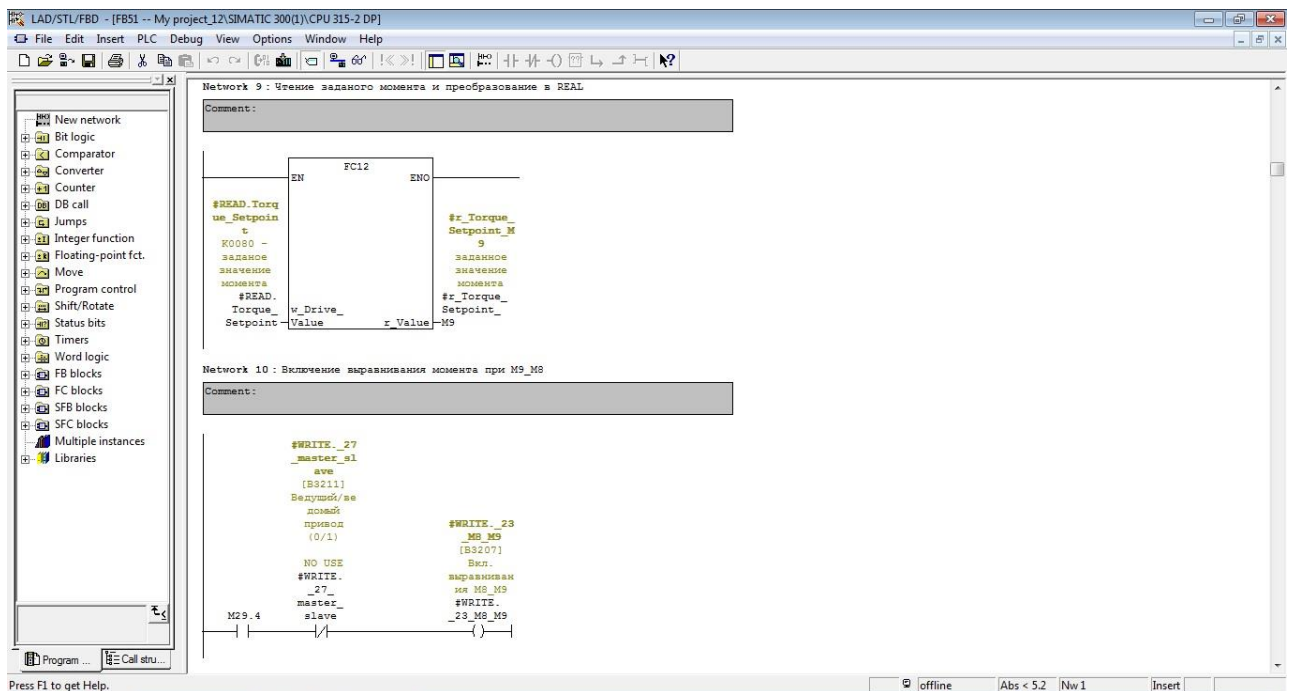 LAD/STL/FBD - [FB51 -- My project_12\SIMATIC 300(1)\CPU 315-2 DP]
File Edit Insert PLC Debug View Options Window Help
New network
Bit logic
Comparator
Converter
Counter
DB call
Jumps
Integer function
Floating-point fct.
Move
Program control
Shift/Rotate
Status bits
Timers
Word logic
FB blocks
FC blocks
SFB blocks
SFC blocks
Multiple instances
Libraries
Program ... Call stru...
Network 9 : Чтение заданого момента и преобразование в REAL
Comment:
FC12
EN ENO
#READ.Torq
ue_Setpoin
t
K0080 -
заданое
значение
момента
#READ.
Torque_
Setpoint
w_Drive_
Value
r_Value
#r_Torque_
Setpoint_M
9
заданное
значение
момента
#r_Torque_
Setpoint_
M9
Network 10 : Включение выравнивания момента при M9_M8
Comment:
M29.4
#WRITE._27
_master_sl
ave
[B3211]
Ведущий/ве
домый
привод
(0/1)
NO USE
#WRITE.
_27_
master_
slave
#WRITE._23
_M8_M9
[B3207]
Вкл.
выравниван
ия M8_M9
#WRITE.
_23_M8_M9
Press F1 to get Help.
offline Abs < 5.2 Nw 1 Insert